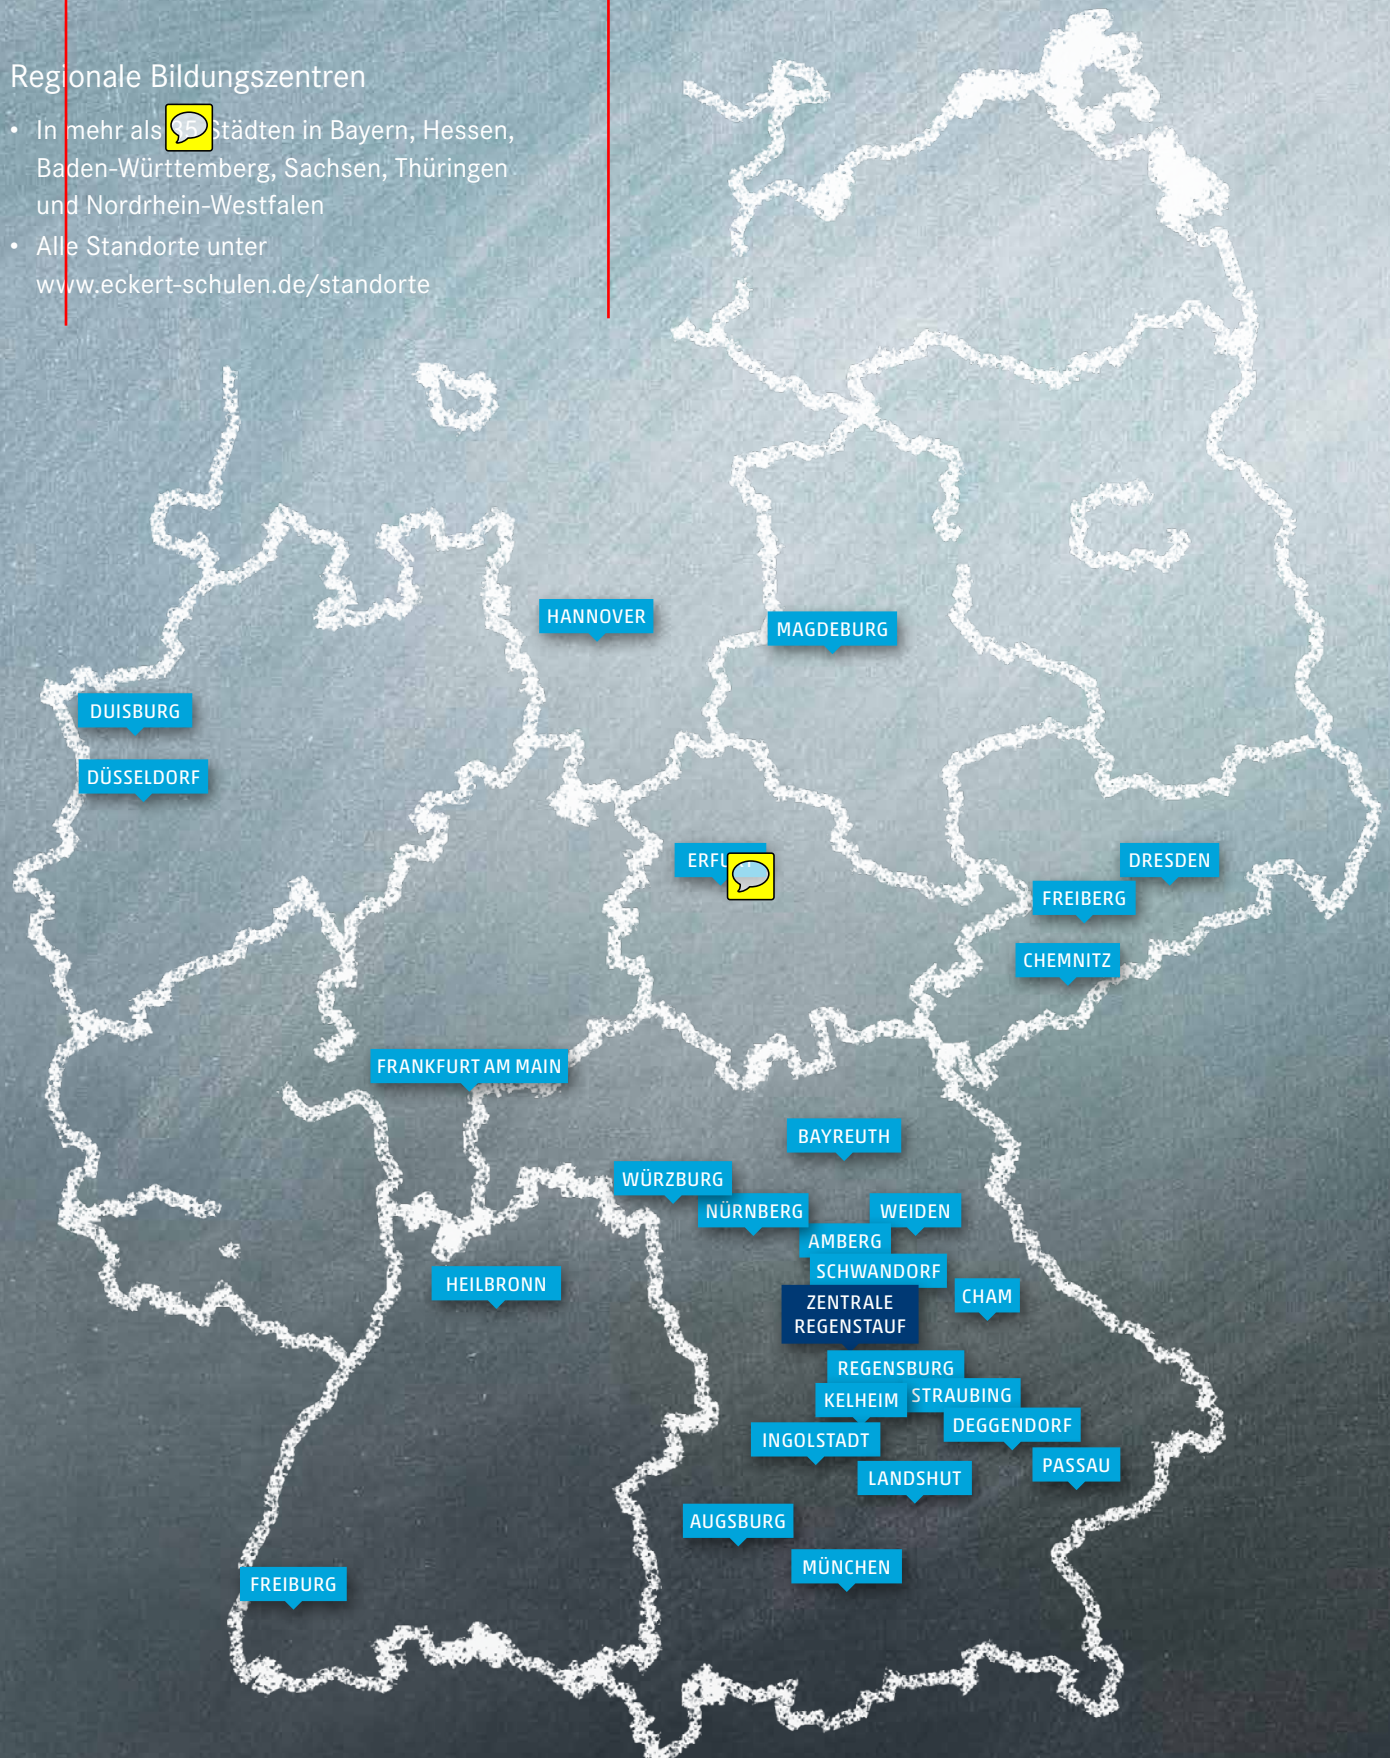 Regionale Bildungszentren
• In mehr als Städten in Bayern, Hessen,
Baden-Württemberg, Sachsen, Thüringen
und Nordrhein-Westfalen
• Alle Standorte unter
www.eckert-schulen.de/standorte
HANNOVER
MAGDEBURG
DUISBURG
DÜSSELDORF
ERFURT
DRESDEN
FREIBERG
CHEMNITZ
FRANKFURT AM MAIN
BAYREUTH
WÜRZBURG
NÜRNBERG
WEIDEN
AMBERG
SCHWANDORF
HEILBRONN
CHAM
ZENTRALE
REGENSTAUF
REGENSBURG
STRAUBING
KELHEIM
DEGGENDORF
INGOLSTADT
PASSAU
LANDSHUT
AUGSBURG
MÜNCHEN
FREIBURG